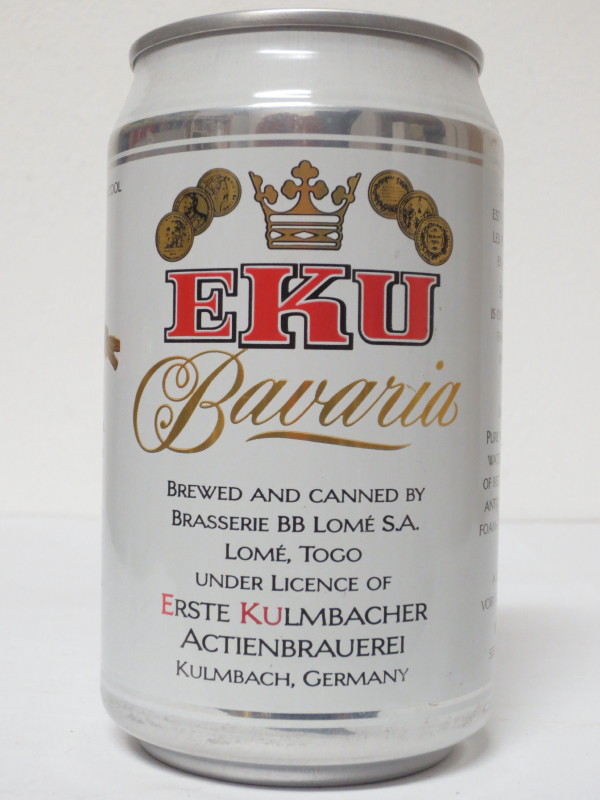 EKU
Bavaria
BREWED AND CANNED BY
BRASSERIE BB LOMÉ S.A.
LOMÉ, TOGO
UNDER LICENCE OF
ERSTE KULMBACHER
ACTIENBRAUEREI
KULMBACH, GERMANY